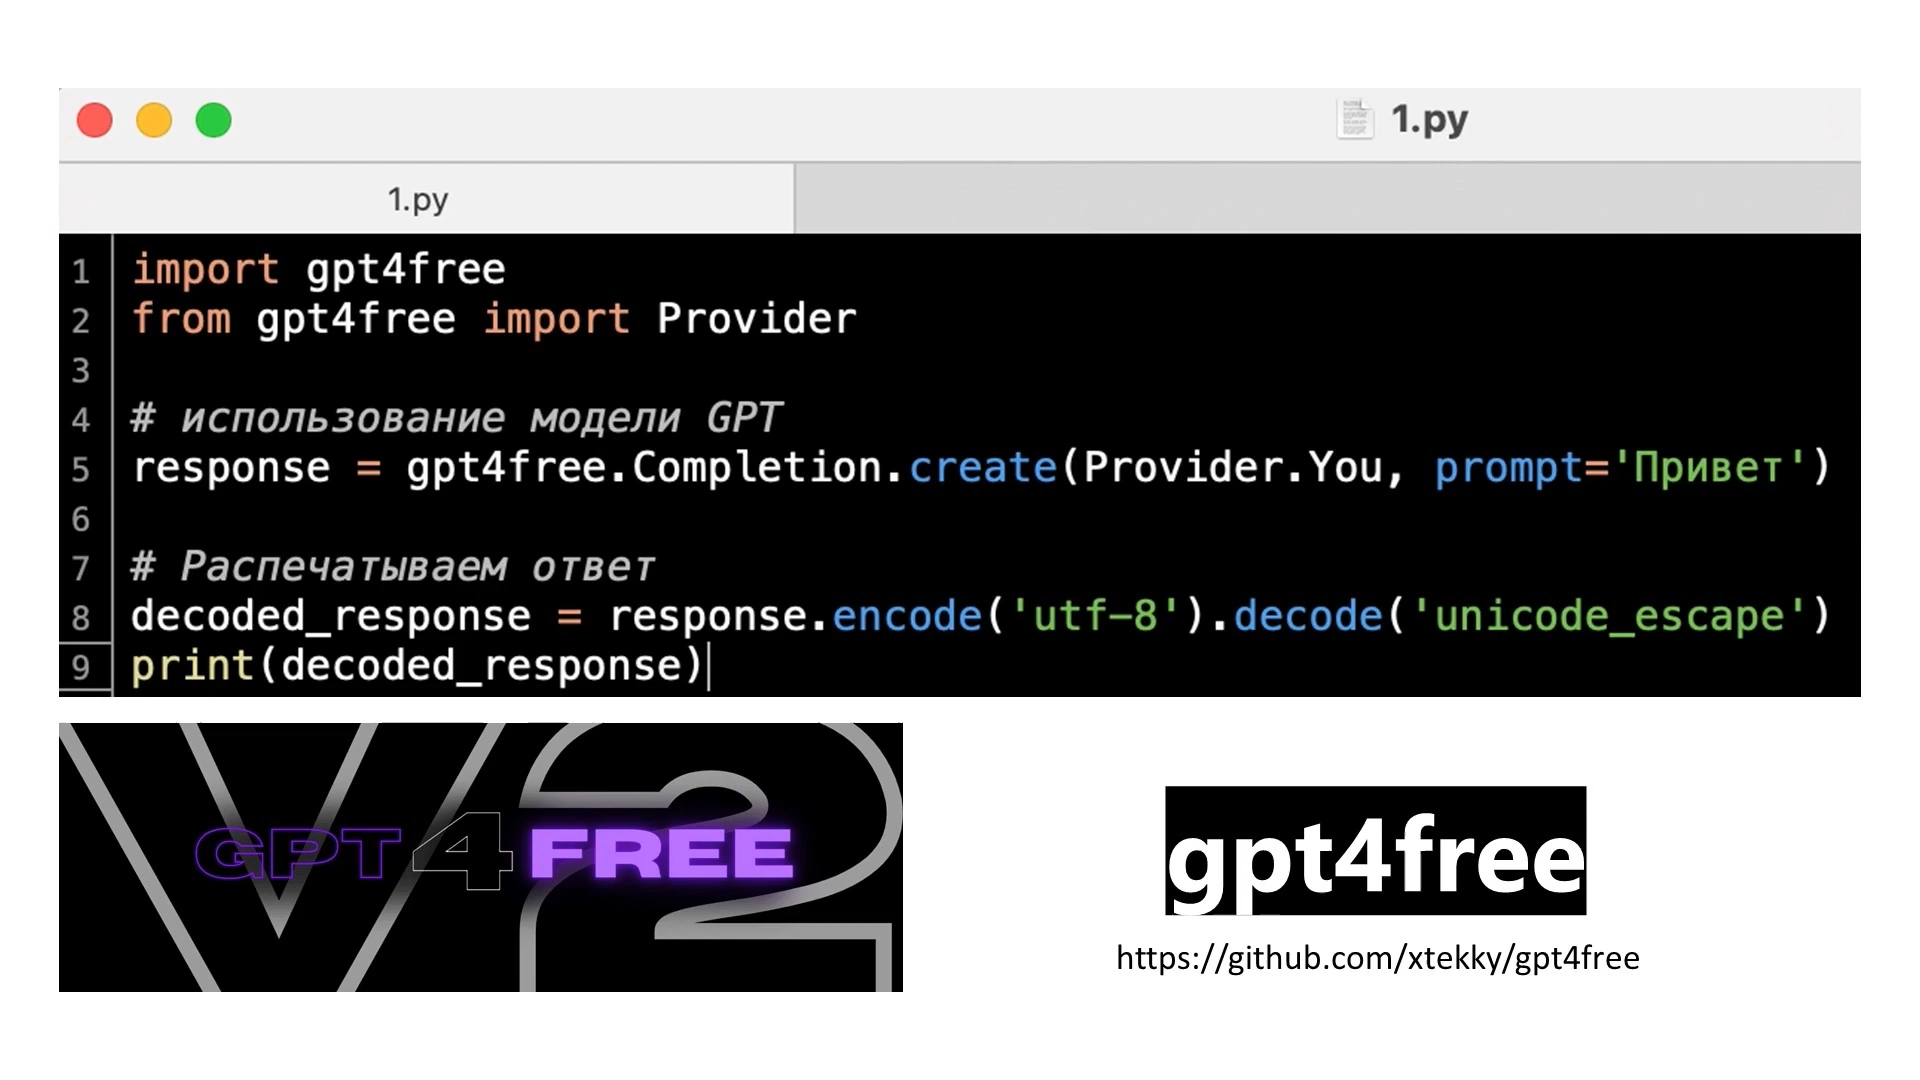 1.py
1.py
1 import gpt4free
2 from gpt4free import Provider
3
4 # использование модели GPT
5 response = gpt4free.Completion.create(Provider.You, prompt='Привет')
6
7 # Распечатываем ответ
8 decoded_response = response.encode('utf-8').decode('unicode_escape')
9 print(decoded_response)
V2
GPT4FREE
gpt4free
https://github.com/xtekky/gpt4free